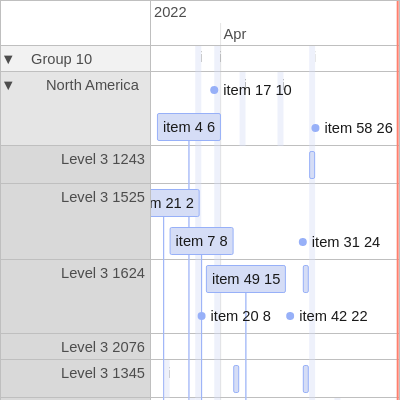 2022
Apr
▼ Group 10
▼ North America
item 17 10
item 4 6
item 58 26
Level 3 1243
Level 3 1525
m 21 2
item 7 8
item 31 24
Level 3 1624
item 49 15
item 20 8
item 42 22
Level 3 2076
Level 3 1345